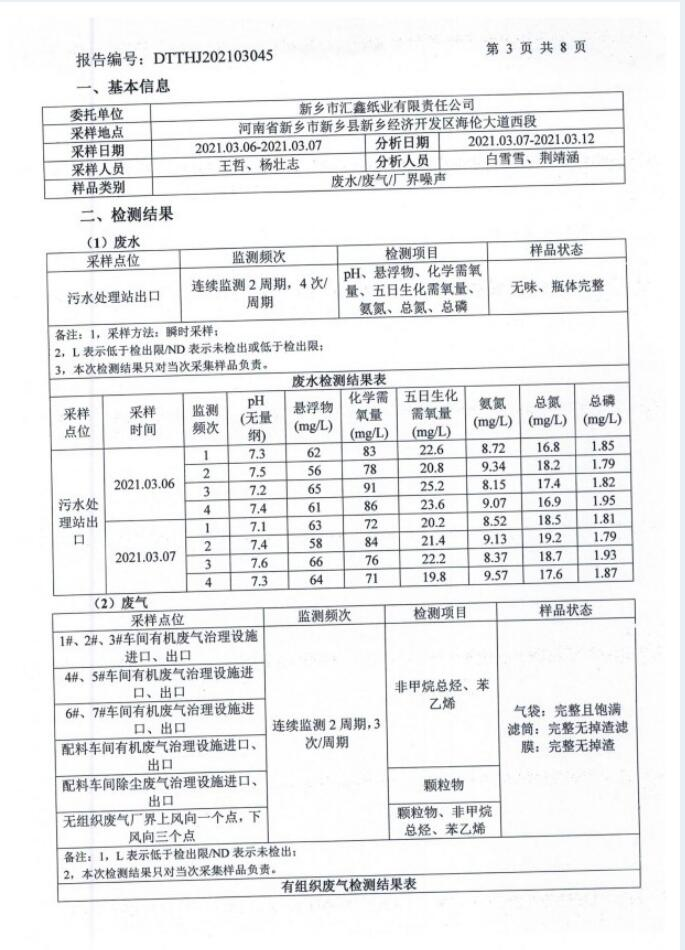 报告编号：DTTHJ202103045
第 3 页 共 8 页
一、基本信息
委托单位 新乡市汇鑫纸业有限责任公司
采样地点 河南省新乡市新乡县新乡经济开发区海伦大道西段
采样日期 2021.03.06-2021.03.07 分析日期 2021.03.07-2021.03.12
采样人员 王哲、杨壮志 分析人员 白雪雪、荆靖涵
样品类别 废水/废气/厂界噪声
二、检测结果
（1）废水
采样点位 监测频次 检测项目 样品状态
污水处理站出口
连续监测 2 周期，4 次/
周期
pH、悬浮物、化学需氧
量、五日生化需氧量、
氨氮、总氮、总磷
无味、瓶体完整
备注：1，采样方法：瞬时采样；
2，L 表示低于检出限/ND 表示未检出或低于检出限；
3，本次检测结果只对当次采集样品负责。
废水检测结果表
采样
点位
采样
时间
监测
频次
pH
(无量
纲)
悬浮物
(mg/L)
化学需
氧量
(mg/L)
五日生化
需氧量
(mg/L)
氨氮
(mg/L)
总氮
(mg/L)
总磷
(mg/L)
污水处
理站出
口
2021.03.06
1 7.3 62 83 22.6 8.72 16.8 1.85
2 7.5 56 78 20.8 9.34 18.2 1.79
3 7.2 65 91 25.2 8.15 17.4 1.82
4 7.4 61 86 23.6 9.07 16.9 1.95
2021.03.07
1 7.1 63 72 20.2 8.52 18.5 1.81
2 7.4 58 84 21.4 9.13 19.2 1.79
3 7.6 66 76 22.2 8.37 18.7 1.93
4 7.3 64 71 19.8 9.57 17.6 1.87
（2）废气
采样点位 监测频次 检测项目 样品状态
1#、2#、3#车间有机废气治理设施
进口、出口
4#、5#车间有机废气治理设施进
口、出口
6#、7#车间有机废气治理设施进
口、出口
配料车间有机废气治理设施进口、
出口
配料车间除尘废气治理设施进口、
出口
无组织废气厂界上风向一个点，下
风向三个点
连续监测 2 周期，3
次/周期
非甲烷总烃、苯
乙烯
颗粒物
颗粒物、非甲烷
总烃、苯乙烯
气袋：完整且饱满
滤筒：完整无掉渣滤
膜：完整无掉渣
备注：1，L 表示低于检出限/ND 表示未检出；
2，本次检测结果只对当次采集样品负责。
有组织废气检测结果表